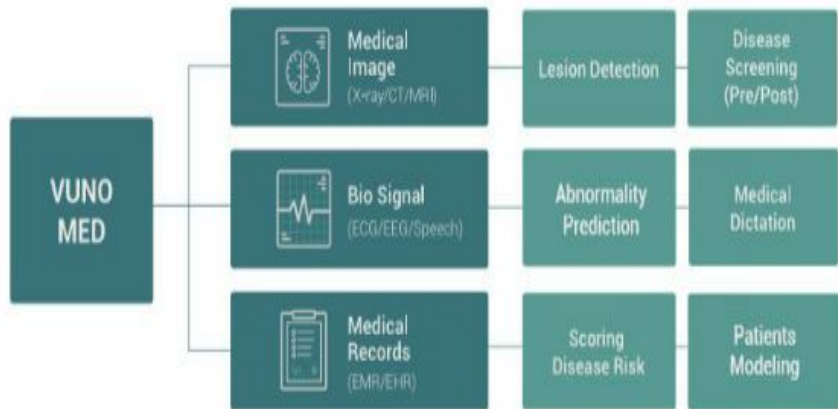 VUNO
MED
Medical
Image
(X-ray/CT/MRI)
Lesion Detection
Disease
Screening
(Pre/Post)
Bio Signal
(ECG/EEG/Speech)
Abnormality
Prediction
Medical
Dictation
Medical
Records
(EMR/EHR)
Scoring
Disease Risk
Patients
Modeling